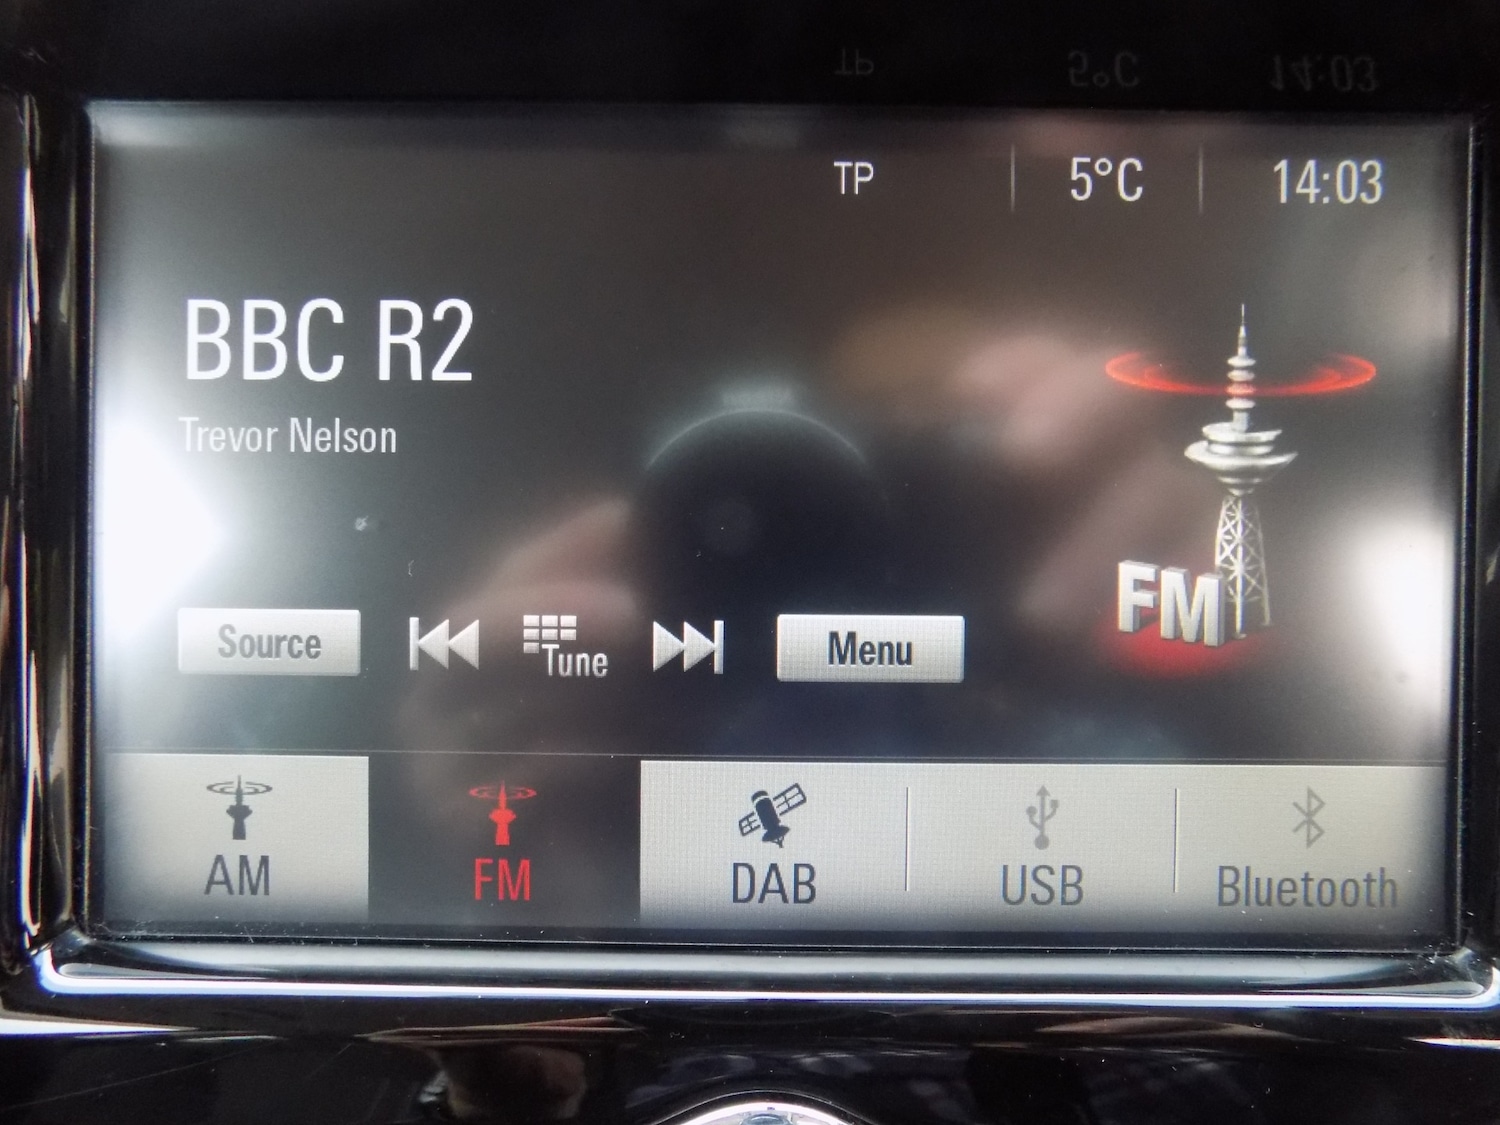 TP 5°C 14:03
BBC R2
Trevor Nelson
FM
Source Tune Menu
AM FM DAB USB Bluetooth